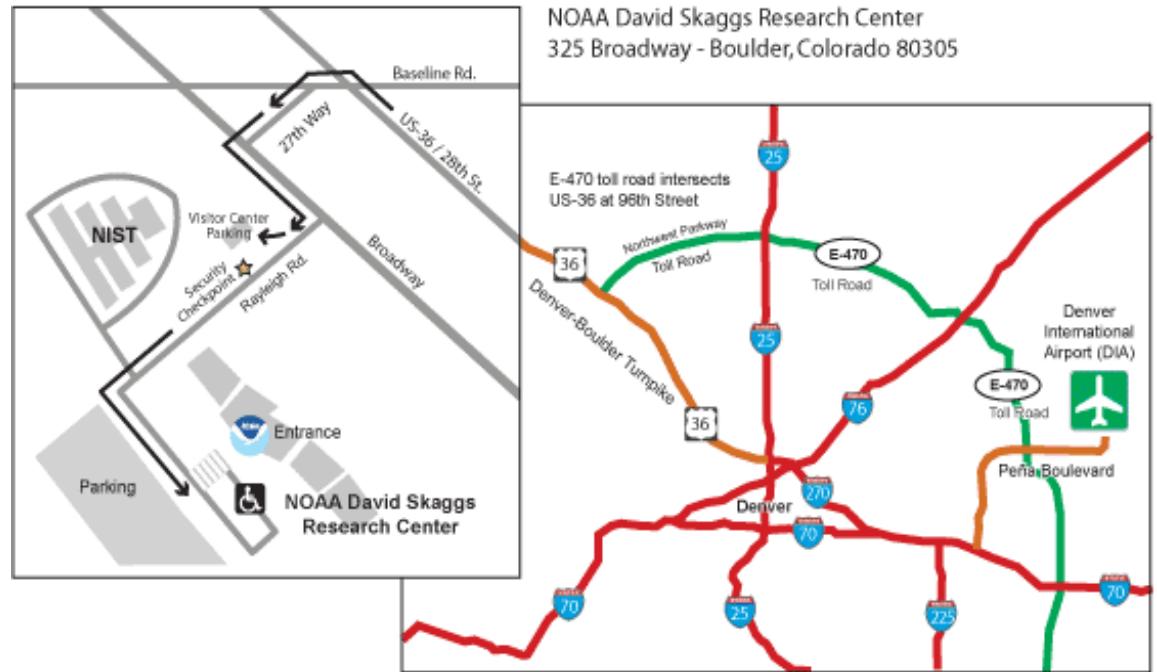 NOAA David Skaggs Research Center
325 Broadway - Boulder, Colorado 80305
Baseline Rd.
27th Way
US-36 / 28th St.
NIST
Visitor Center
Parking
Broadway
Security
Checkpoint
Rayleigh Rd.
Entrance
Parking
NOAA David Skaggs
Research Center
25
E-470 toll road intersects
US-36 at 96th Street
Northwest Parkway
Toll Road
36
E-470
Toll Road
Denver-Boulder Turnpike
25
Denver
International
Airport (DIA)
E-470
Toll Road
76
36
Peña Boulevard
270
Denver
70
70
25
225
70